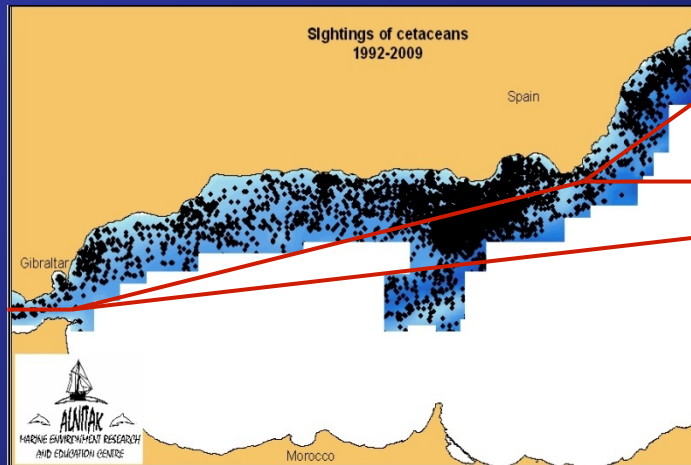 Sightings of cetaceans
1992-2009
Spain
Gibraltar
ALNITAK
MARINE ENVIRONMENT RESEARCH
AND EDUCATION CENTRE
Morocco